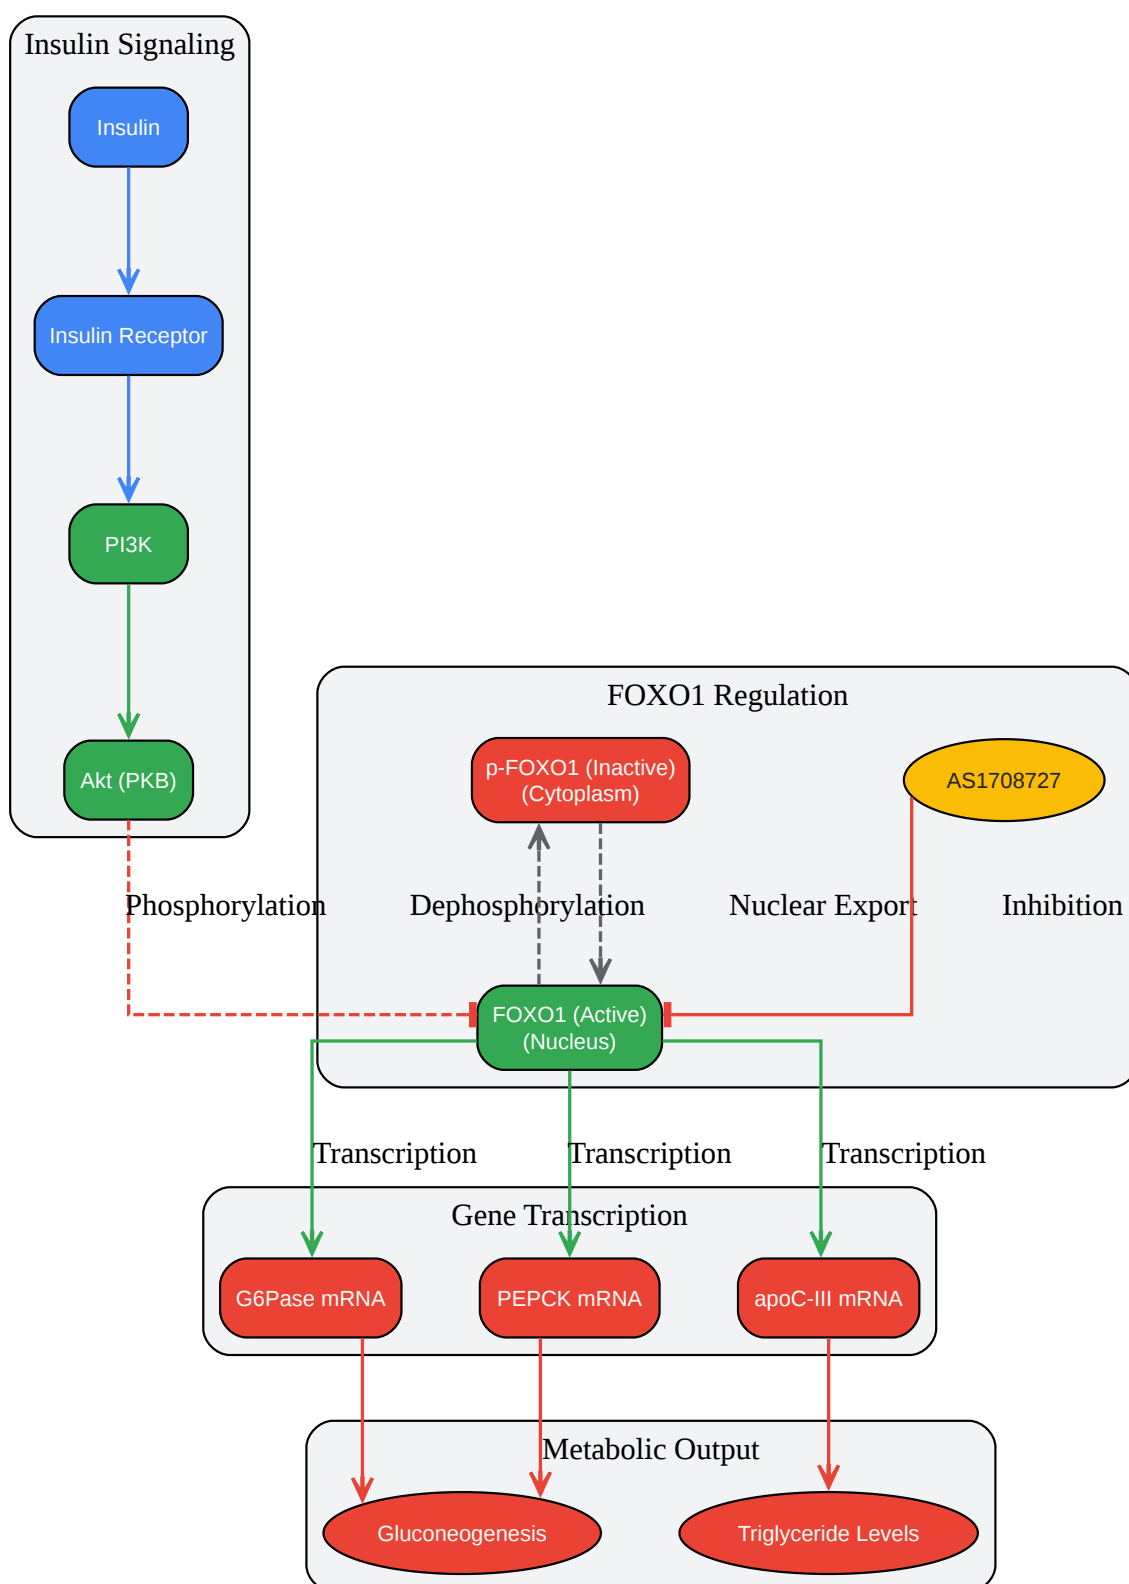 Insulin Signaling
Insulin
Insulin Receptor
PI3K
Akt (PKB)
FOXO1 Regulation
p-FOXO1 (Inactive)
(Cytoplasm)
AS1708727
Phosphorylation
Dephosphorylation
Nuclear Export
Inhibition
FOXO1 (Active)
(Nucleus)
Transcription
Transcription
Transcription
Gene Transcription
G6Pase mRNA
PEPCK mRNA
apoC-III mRNA
Metabolic Output
Gluconeogenesis
Triglyceride Levels